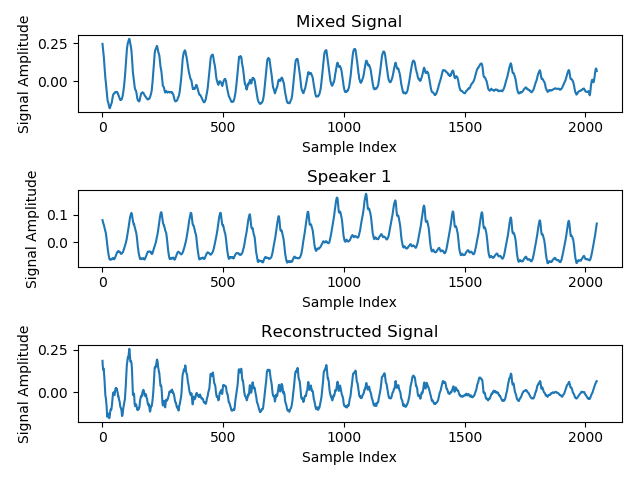 Mixed Signal
Signal Amplitude
0.25
0.00
0
500
1000
1500
2000
Sample Index
Speaker 1
Signal Amplitude
0.1
0.0
0
500
1000
1500
2000
Sample Index
Reconstructed Signal
Signal Amplitude
0.25
0.00
0
500
1000
1500
2000
Sample Index